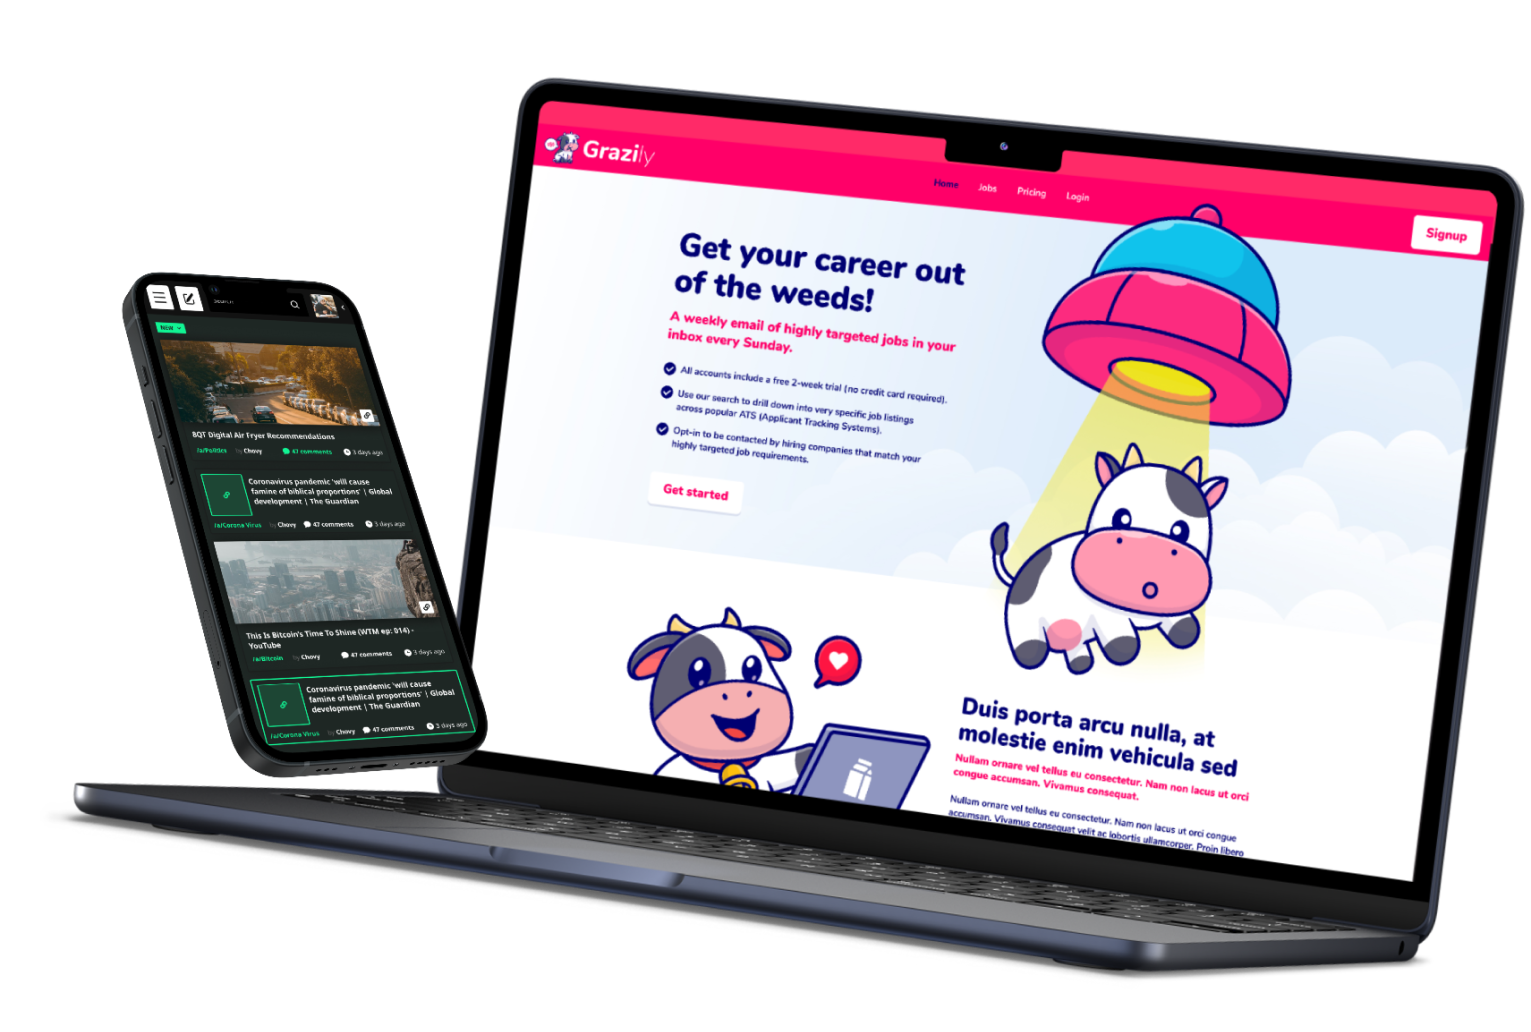 Grazily
Home
Jobs
Pricing
Login
Signup
Get your career out
of the weeds!
A weekly email of highly targeted jobs in your
inbox every Sunday.
All accounts include a free 2-week trial (no credit card required).
Use our search to drill down into very specific job listings
across popular ATS (Applicant Tracking Systems).
Opt-in to be contacted by hiring companies that match your
highly targeted job requirements.
Get started
Duis porta arcu nulla, at
molestie enim vehicula sed
Nullam ornare vel tellus eu consectetur. Nam non lacus ut orci
congue accumsan. Vivamus consequat.
Nullam ornare vel tellus eu consectetur. Nam non lacus ut orci congue
accumsan. Vivamus consequat velit ac lobortis ullamcorper. Proin libero
NEW
8QT Digital Air Fryer Recommendations
/a/Politics by Chovy 47 comments 3 days ago
Coronavirus pandemic 'will cause
famine of biblical proportions' | Global
development | The Guardian
/a/Corona Virus by Chovy 47 comments 3 days ago
This Is Bitcoin's Time To Shine (WTM ep: 014) -
YouTube
/a/Bitcoin by Chovy 47 comments 3 days ago
Coronavirus pandemic 'will cause
famine of biblical proportions' | Global
development | The Guardian
/a/Corona Virus by Chovy 47 comments 3 days ago